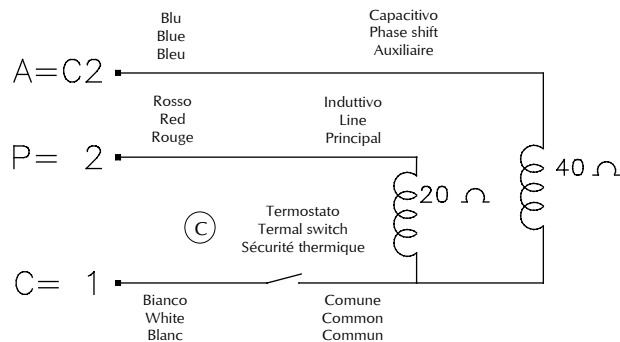 Blu
Blue
Bleu
Capacitivo
Phase shift
Auxiliaire
A=C2
Rosso
Red
Rouge
Induttivo
Line
Principal
P= 2
20 Ω
40 Ω
C
Termostato
Termal switch
Sécurité thermique
C= 1
Bianco
White
Blanc
Comune
Common
Commun